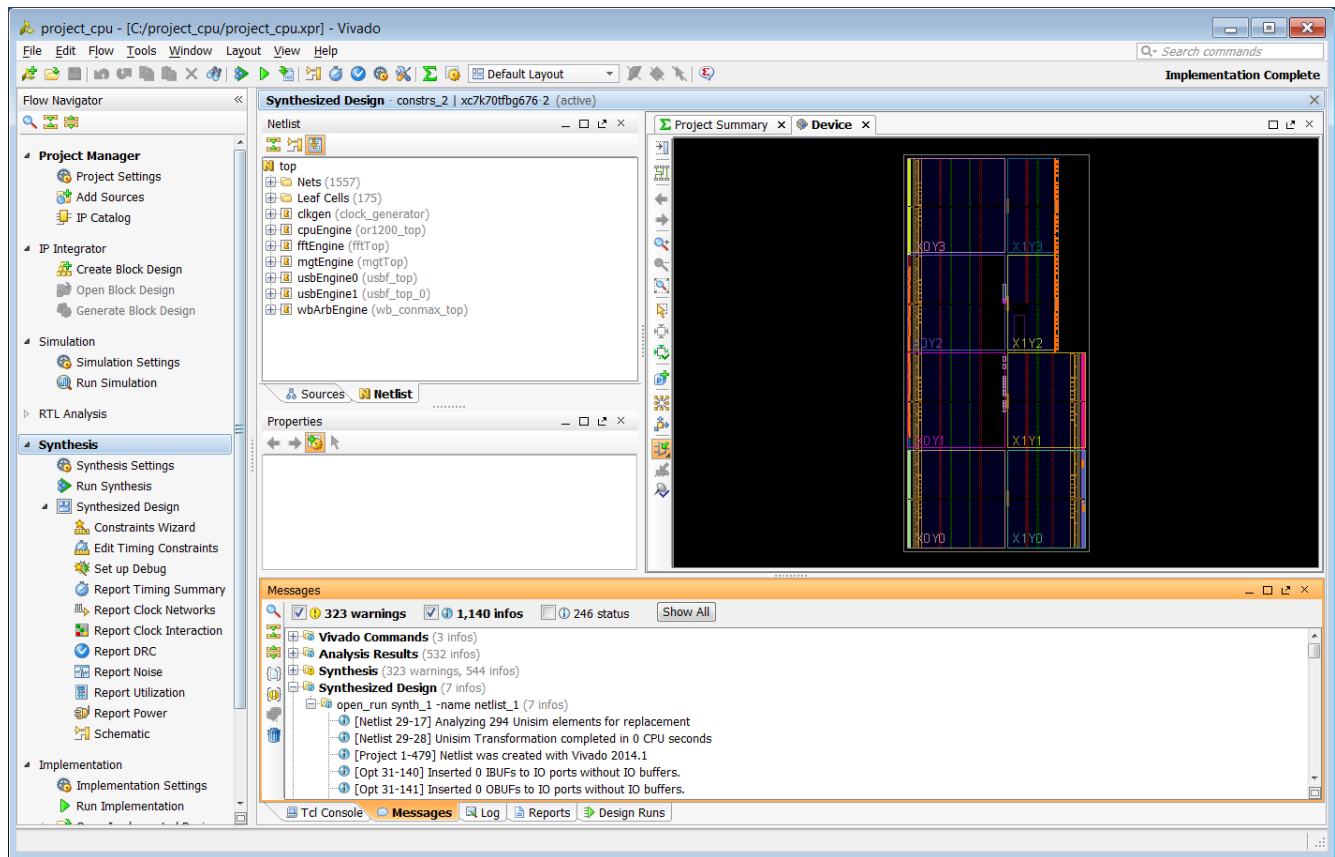 project_cpu - [C:/project_cpu/project_cpu.xpr] - Vivado
File Edit Flow Tools Window Layout View Help
Search commands
Default Layout
Implementation Complete
Flow Navigator
Project Manager
Project Settings
Add Sources
IP Catalog
IP Integrator
Create Block Design
Open Block Design
Generate Block Design
Simulation
Simulation Settings
Run Simulation
RTL Analysis
Synthesis
Synthesis Settings
Run Synthesis
Synthesized Design
Constraints Wizard
Edit Timing Constraints
Set up Debug
Report Timing Summary
Report Clock Networks
Report Clock Interaction
Report DRC
Report Noise
Report Utilization
Report Power
Schematic
Implementation
Implementation Settings
Run Implementation
Synthesized Design - constrs_2 | xc7k70tfbg676-2 (active)
Netlist
top
Nets (1557)
Leaf Cells (175)
clkgen (clock_generator)
cpuEngine (or1200_top)
fftEngine (fftTop)
mgtEngine (mgtTop)
usbEngine0 (usbf_top)
usbEngine1 (usbf_top_0)
wbArbEngine (wb_conmax_top)
Sources Netlist
Properties
Project Summary Device
X0Y3 X1Y3
X0Y2 X1Y2
X0Y1 X1Y1
X0Y0 X1Y0
Messages
323 warnings 1,140 infos 246 status Show All
Vivado Commands (3 infos)
Analysis Results (532 infos)
Synthesis (323 warnings, 544 infos)
Synthesized Design (7 infos)
open_run synth_1 -name netlist_1 (7 infos)
[Netlist 29-17] Analyzing 294 Unisim elements for replacement
[Netlist 29-28] Unisim Transformation completed in 0 CPU seconds
[Project 1-479] Netlist was created with Vivado 2014.1
[Opt 31-140] Inserted 0 IBUFs to IO ports without IO buffers.
[Opt 31-141] Inserted 0 OBUFs to IO ports without IO buffers.
Tcl Console Messages Log Reports Design Runs